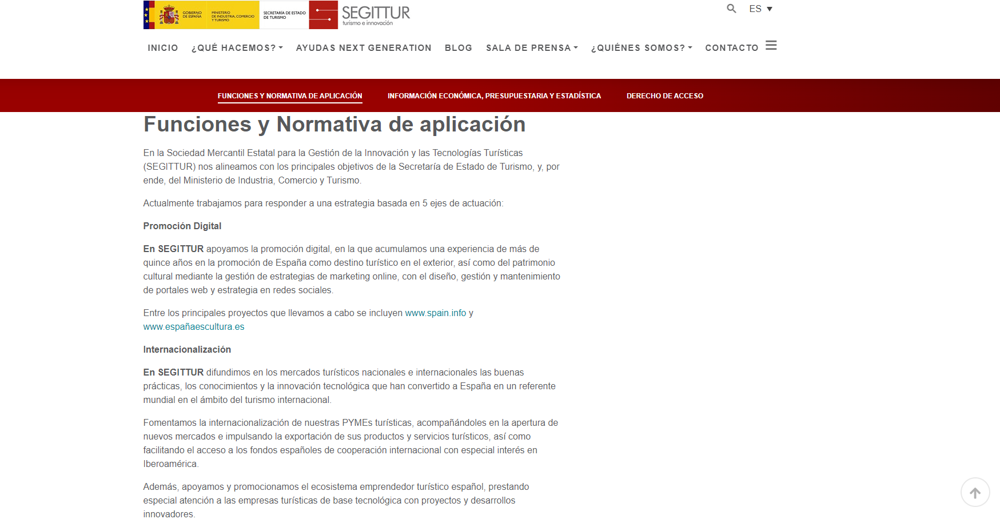 GOBIERNO
DE ESPAÑA
MINISTERIO
DE INDUSTRIA, COMERCIO
Y TURISMO
SECRETARÍA DE ESTADO
DE TURISMO
SEGITTUR
turismo e innovación
ES
INICIO ¿QUÉ HACEMOS? AYUDAS NEXT GENERATION BLOG SALA DE PRENSA ¿QUIÉNES SOMOS? CONTACTO
FUNCIONES Y NORMATIVA DE APLICACIÓN INFORMACIÓN ECONÓMICA, PRESUPUESTARIA Y ESTADÍSTICA DERECHO DE ACCESO
Funciones y Normativa de aplicación
En la Sociedad Mercantil Estatal para la Gestión de la Innovación y las Tecnologías Turísticas
(SEGITTUR) nos alineamos con los principales objetivos de la Secretaría de Estado de Turismo, y, por
ende, del Ministerio de Industria, Comercio y Turismo.
Actualmente trabajamos para responder a una estrategia basada en 5 ejes de actuación:
Promoción Digital
En SEGITTUR apoyamos la promoción digital, en la que acumulamos una experiencia de más de
quince años en la promoción de España como destino turístico en el exterior, así como del patrimonio
cultural mediante la gestión de estrategias de marketing online, con el diseño, gestión y mantenimiento
de portales web y estrategia en redes sociales.
Entre los principales proyectos que llevamos a cabo se incluyen www.spain.info y
www.españaescultura.es
Internacionalización
En SEGITTUR difundimos en los mercados turísticos nacionales e internacionales las buenas
prácticas, los conocimientos y la innovación tecnológica que han convertido a España en un referente
mundial en el ámbito del turismo internacional.
Fomentamos la internacionalización de nuestras PYMEs turísticas, acompañándoles en la apertura de
nuevos mercados e impulsando la exportación de sus productos y servicios turísticos, así como
facilitando el acceso a los fondos españoles de cooperación internacional con especial interés en
Iberoamérica.
Además, apoyamos y promocionamos el ecosistema emprendedor turístico español, prestando
especial atención a las empresas turísticas de base tecnológica con proyectos y desarrollos
innovadores.